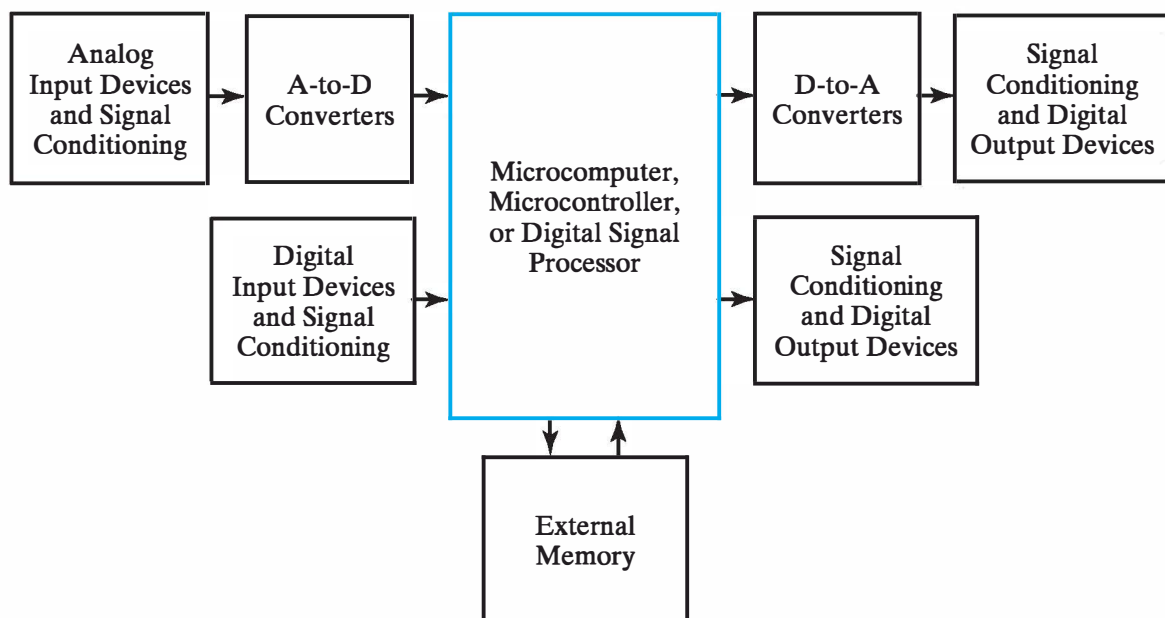 Analog
Input Devices
and Signal
Conditioning
A-to-D
Converters
Microcomputer,
Microcontroller,
or Digital Signal
Processor
D-to-A
Converters
Signal
Conditioning
and Digital
Output Devices
Digital
Input Devices
and Signal
Conditioning
Signal
Conditioning
and Digital
Output Devices
External
Memory